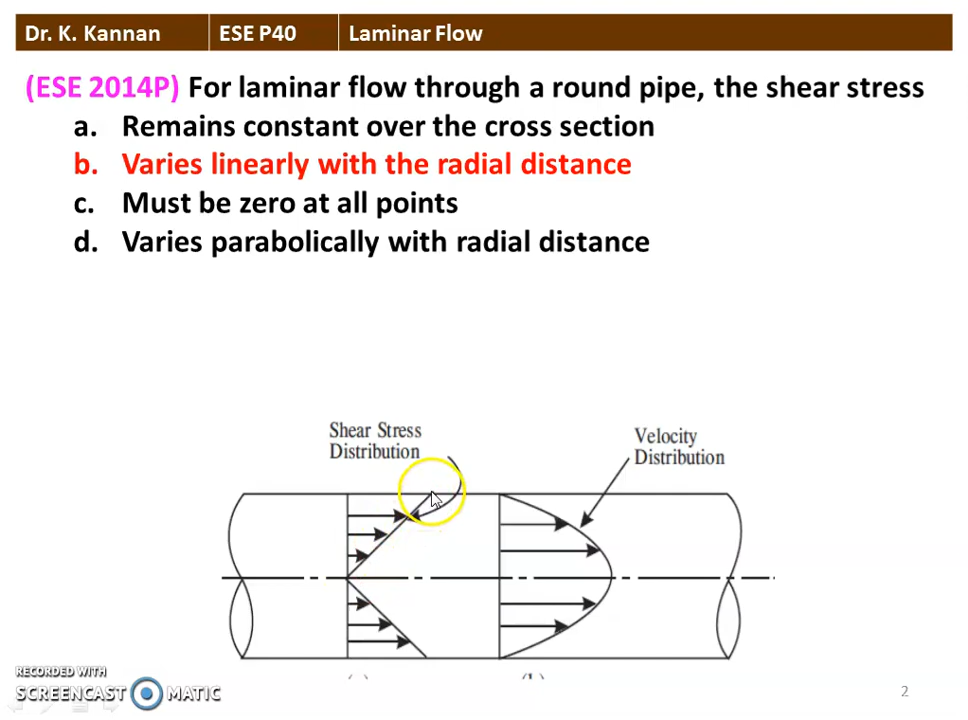 Dr. K. Kannan ESE P40 Laminar Flow
(ESE 2014P) For laminar flow through a round pipe, the shear stress
a. Remains constant over the cross section
b. Varies linearly with the radial distance
c. Must be zero at all points
d. Varies parabolically with radial distance
Shear Stress
Distribution
Velocity
Distribution
RECORDED WITH
SCREENCAST MATIC
2